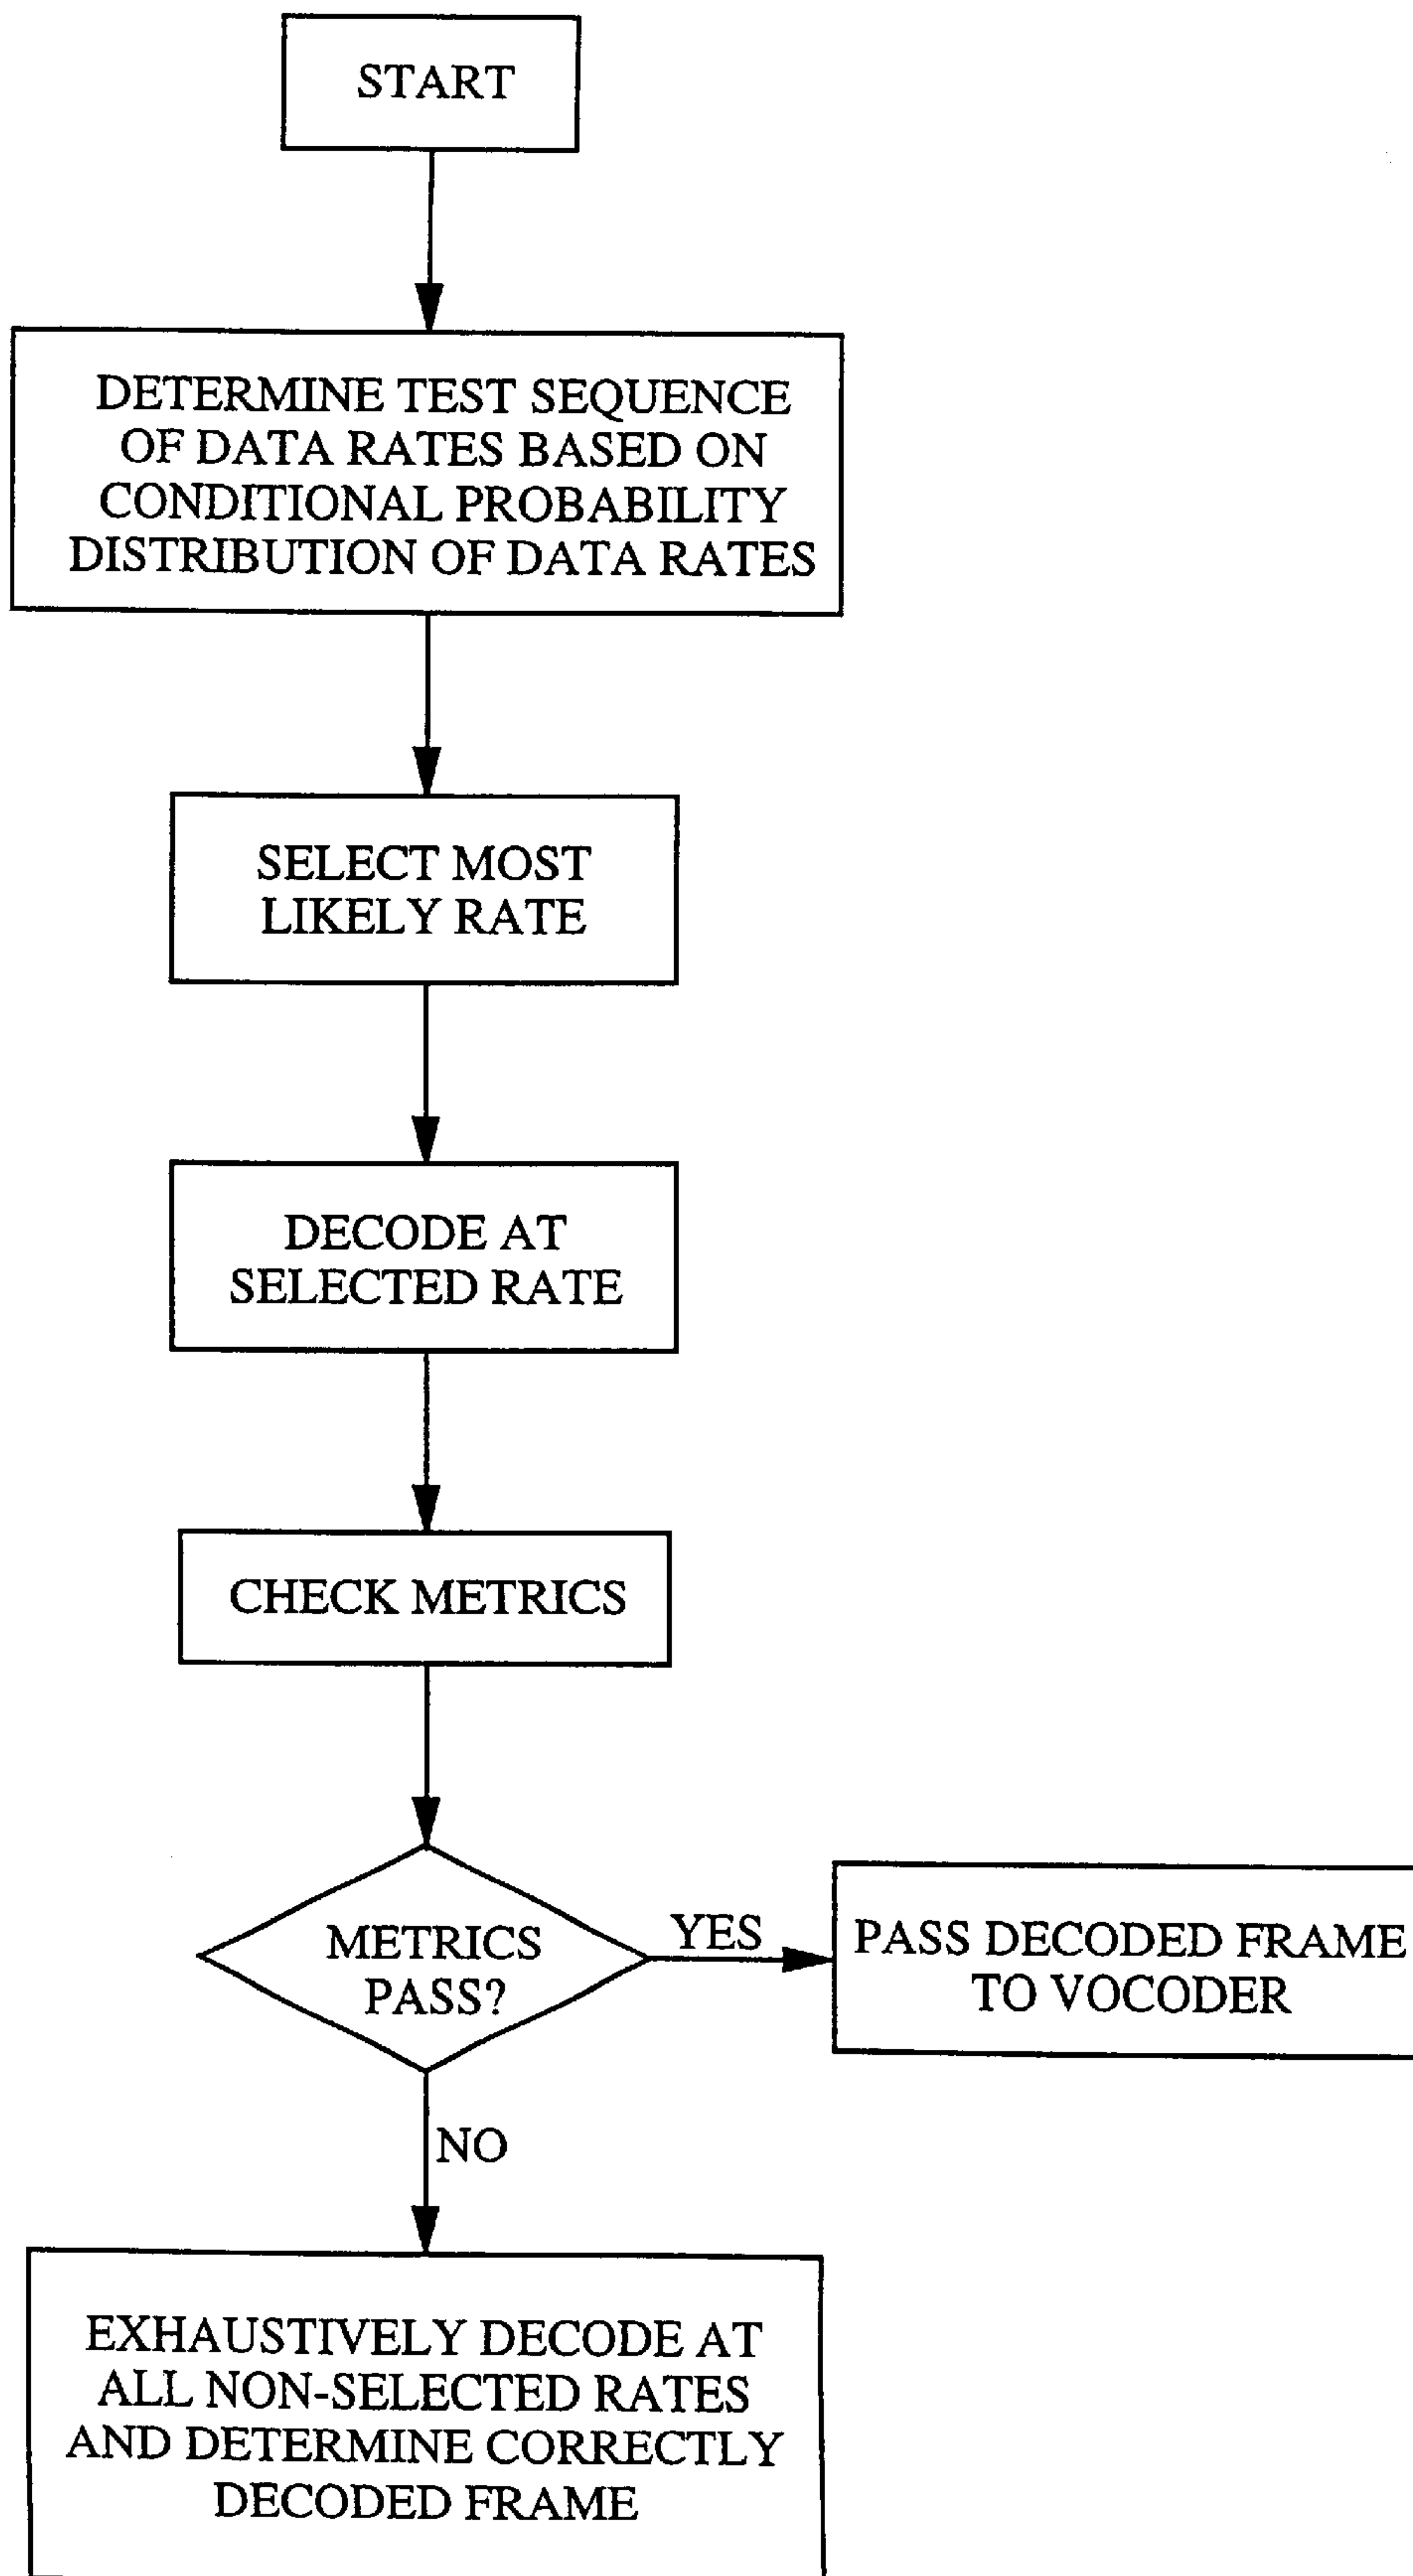 START
DETERMINE TEST SEQUENCE
OF DATA RATES BASED ON
CONDITIONAL PROBABILITY
DISTRIBUTION OF DATA RATES
SELECT MOST
LIKELY RATE
DECODE AT
SELECTED RATE
CHECK METRICS
METRICS
PASS?
YES
PASS DECODED FRAME
TO VOCODER
NO
EXHAUSTIVELY DECODE AT
ALL NON-SELECTED RATES
AND DETERMINE CORRECTLY
DECODED FRAME